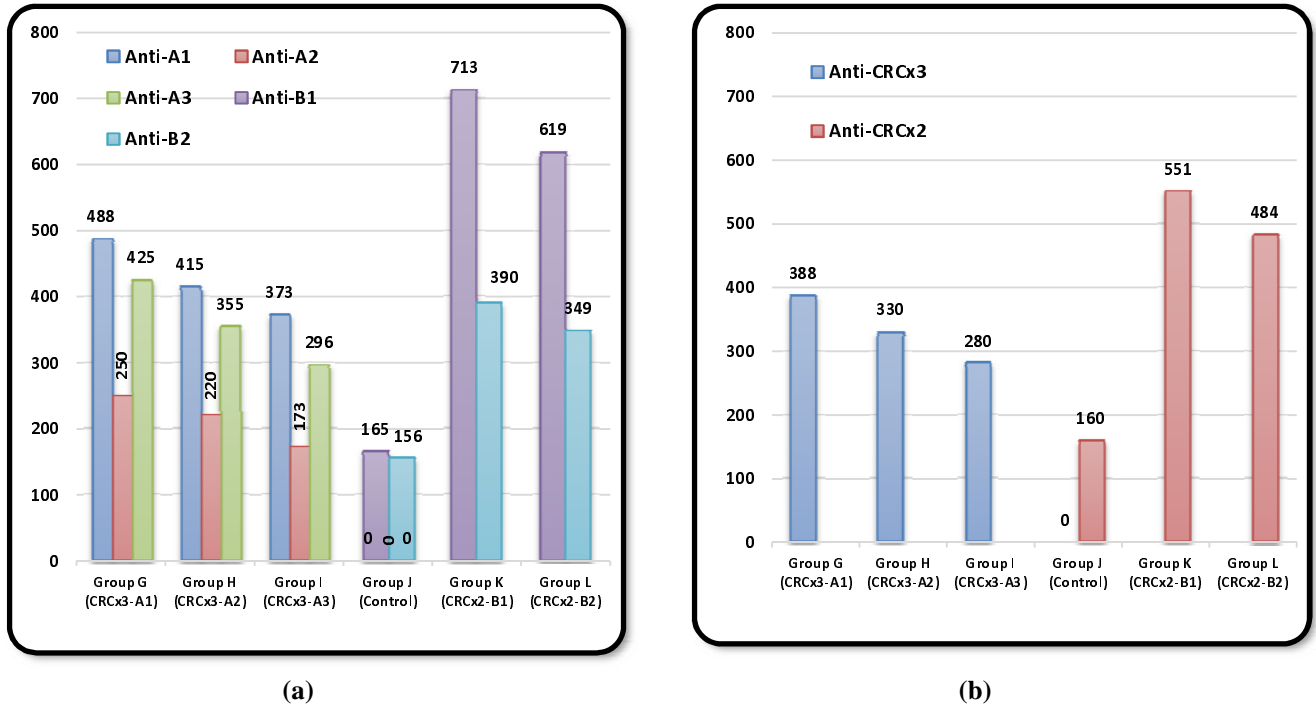 800
700
600
500
400
300
200
100
0
Anti-A1
Anti-A2
Anti-A3
Anti-B1
Anti-B2
488
250
425
415
220
355
373
173
296
165
156
0
0
0
713
390
619
349
Group G
(CRCx3-A1)
Group H
(CRCx3-A2)
Group I
(CRCx3-A3)
Group J
(Control)
Group K
(CRCx2-B1)
Group L
(CRCx2-B2)
(a)
800
700
600
500
400
300
200
100
0
Anti-CRCx3
Anti-CRCx2
388
330
280
0
160
551
484
Group G
(CRCx3-A1)
Group H
(CRCx3-A2)
Group I
(CRCx3-A3)
Group J
(Control)
Group K
(CRCx2-B1)
Group L
(CRCx2-B2)
(b)